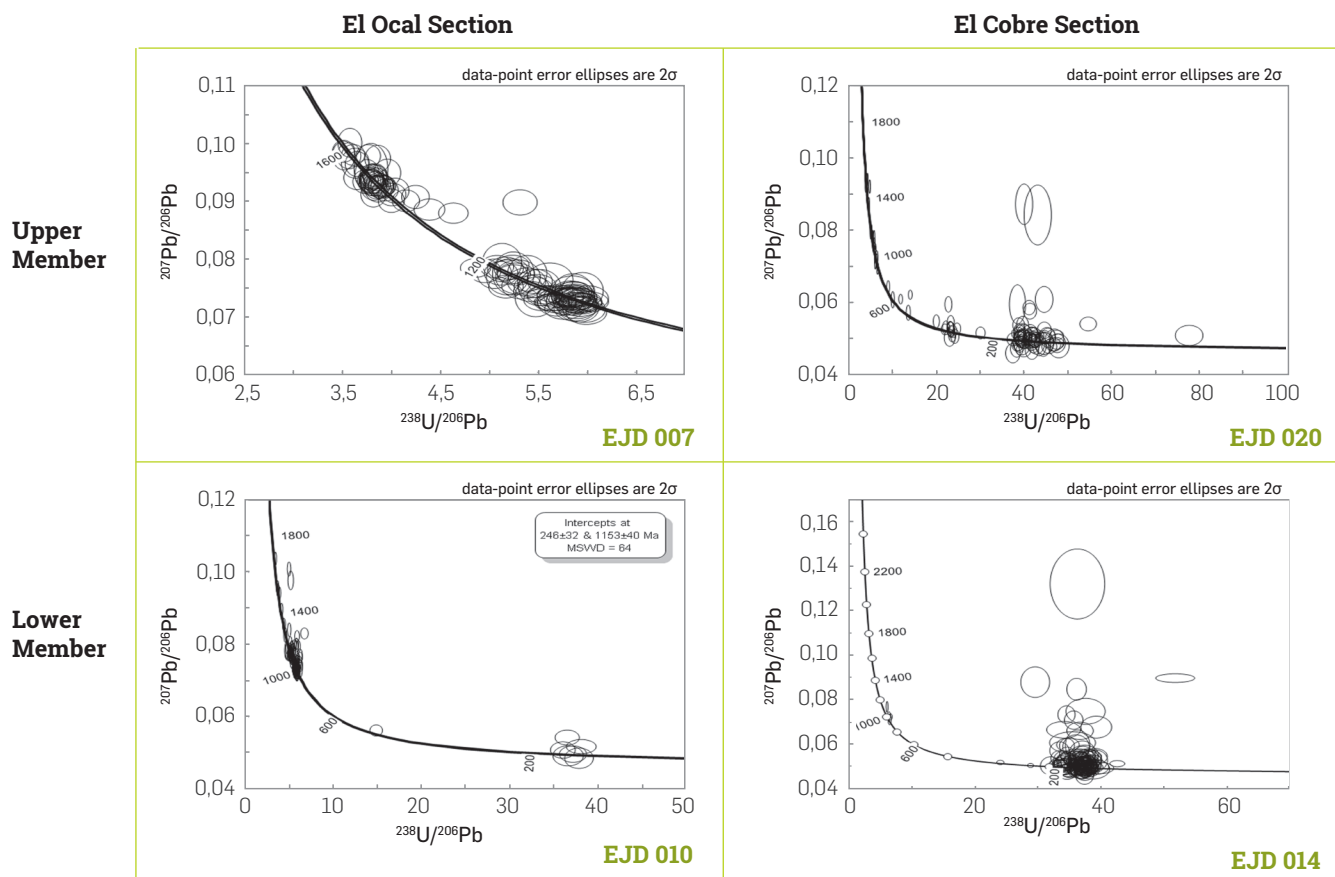 El Ocal Section
El Cobre Section
Upper
Member
data-point error ellipses are 2σ
0,11
0,10
0,09
0,08
0,07
0,06
2,5
3,5
4,5
5,5
6,5
1600
1200
207Pb/206Pb
238U/206Pb
EJD 007
data-point error ellipses are 2σ
0,12
0,10
0,08
0,06
0,04
0
20
40
60
80
100
1800
1400
1000
600
200
207Pb/206Pb
238U/206Pb
EJD 020
Lower
Member
data-point error ellipses are 2σ
Intercepts at
246±32 & 1153±40 Ma
MSWD = 64
0,12
0,10
0,08
0,06
0,04
0
10
20
30
40
50
1800
1400
1000
600
200
207Pb/206Pb
238U/206Pb
EJD 010
data-point error ellipses are 2σ
0,16
0,14
0,12
0,10
0,08
0,06
0,04
0
20
40
60
2200
1800
1400
1000
600
200
207Pb/206Pb
238U/206Pb
EJD 014